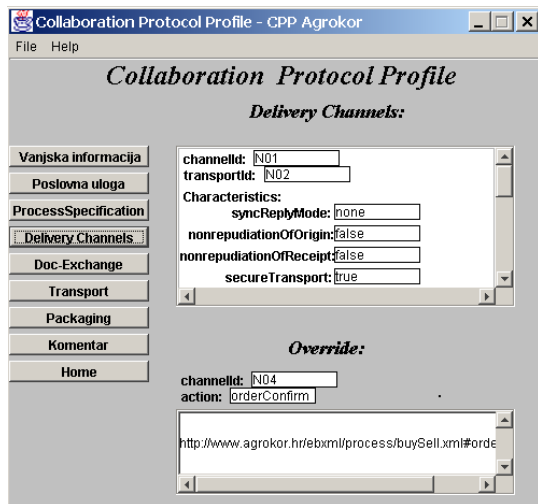 Collaboration Protocol Profile - CPP Agrokor
File Help
Collaboration Protocol Profile
Delivery Channels:
Vanjska informacija
Poslovna uloga
ProcessSpecification
Delivery Channels
Doc-Exchange
Transport
Packaging
Komentar
Home
channelId: N01
transportId: N02
Characteristics:
syncReplyMode: none
nonrepudiationOfOrigin: false
nonrepudiationOfReceipt: false
secureTransport: true
Override:
channelId: N04
action: orderConfirm
http://www.agrokor.hr/ebxml/process/buySell.xml#orde